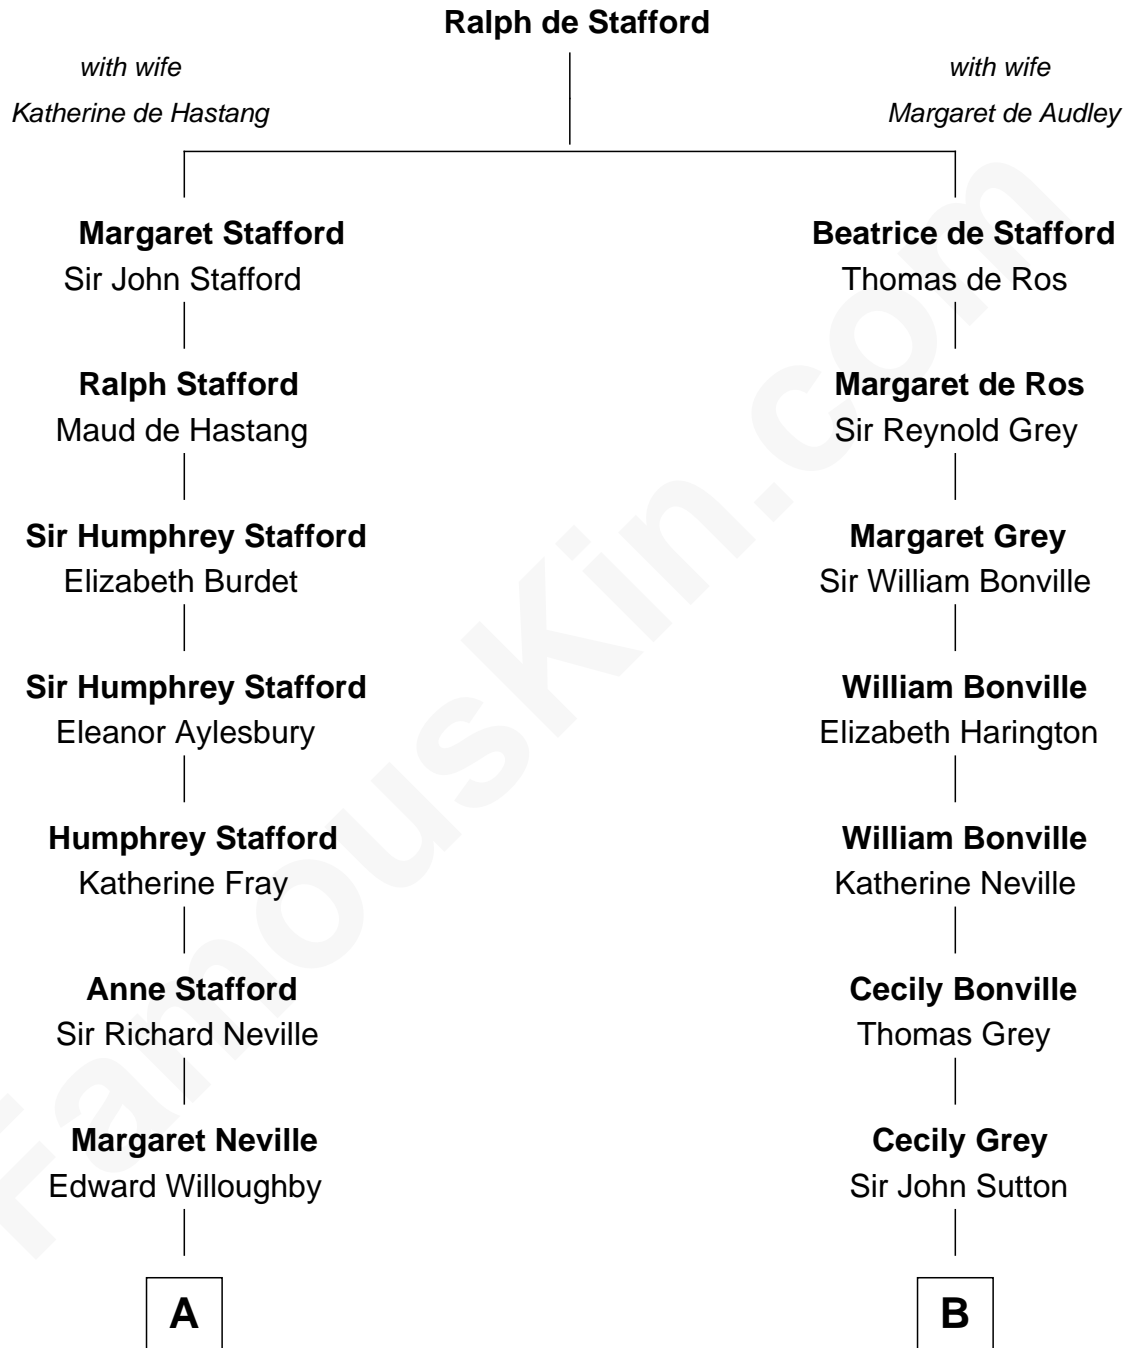 Ralph de Stafford
with wife
Katherine de Hastang
with wife
Margaret de Audley
Margaret Stafford
Sir John Stafford
Ralph Stafford
Maud de Hastang
Sir Humphrey Stafford
Elizabeth Burdet
Sir Humphrey Stafford
Eleanor Aylesbury
Humphrey Stafford
Katherine Fray
Anne Stafford
Sir Richard Neville
Margaret Neville
Edward Willoughby
A
Beatrice de Stafford
Thomas de Ros
Margaret de Ros
Sir Reynold Grey
Margaret Grey
Sir William Bonville
William Bonville
Elizabeth Harington
William Bonville
Katherine Neville
Cecily Bonville
Thomas Grey
Cecily Grey
Sir John Sutton
B
FamousKin.com